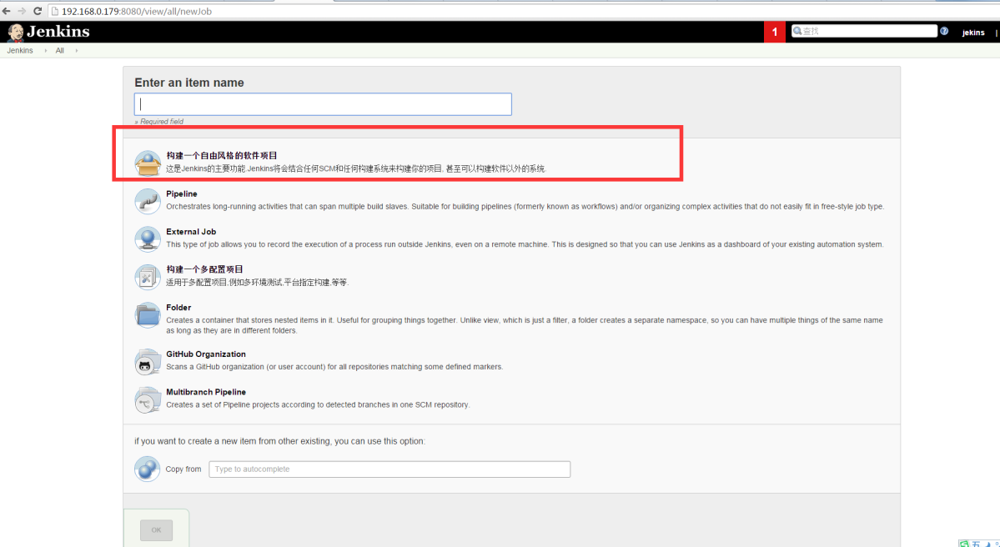 192.168.0.179:8080/view/all/newJob
Jenkins
1
查找
jekins
|
Jenkins
All
Enter an item name
» Required field
构建一个自由风格的软件项目
这是Jenkins的主要功能.Jenkins将会结合任何SCM和任何构建系统来构建你的项目, 甚至可以构建软件以外的系统.
Pipeline
Orchestrates long-running activities that can span multiple build slaves. Suitable for building pipelines (formerly known as workflows) and/or organizing complex activities that do not easily fit in free-style job type.
External Job
This type of job allows you to record the execution of a process run outside Jenkins, even on a remote machine. This is designed so that you can use Jenkins as a dashboard of your existing automation system.
构建一个多配置项目
适用于多配置项目,例如多环境测试,平台指定构建,等等.
Folder
Creates a container that stores nested items in it. Useful for grouping things together. Unlike view, which is just a filter, a folder creates a separate namespace, so you can have multiple things of the same name
as long as they are in different folders.
GitHub Organization
Scans a GitHub organization (or user account) for all repositories matching some defined markers.
Multibranch Pipeline
Creates a set of Pipeline projects according to detected branches in one SCM repository.
if you want to create a new item from other existing, you can use this option:
Copy from
Type to autocomplete
OK
五